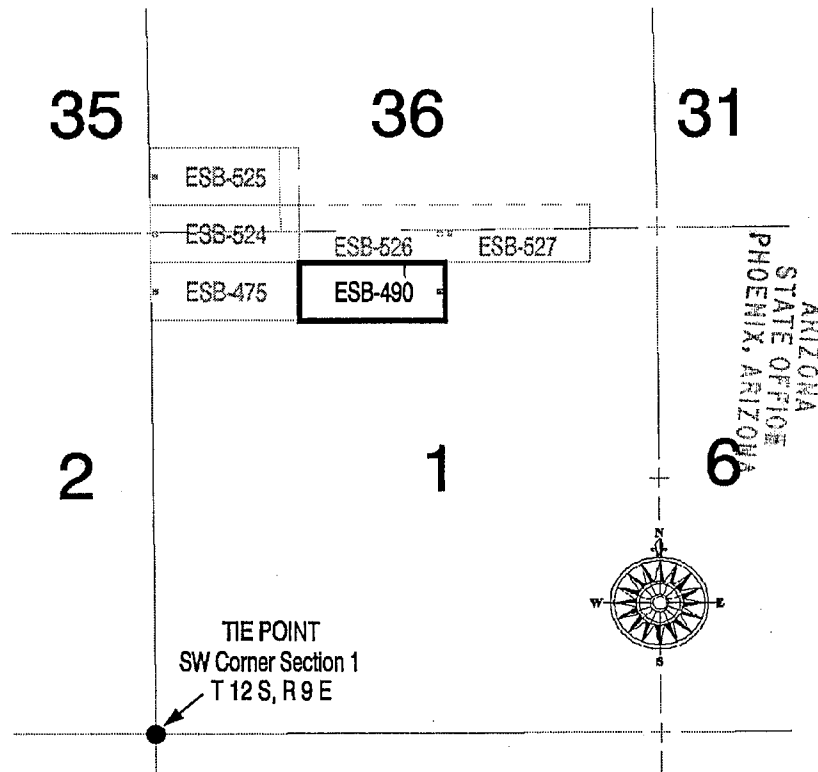 35
36
31
ESB-525
ESB-524
ESB-526
ESB-527
ESB-475
ESB-490
ARIZONA
STATE OFFICE
PHOENIX, ARIZONA
2
1
6
N
W
E
S
TIE POINT
SW Corner Section 1
T 12 S, R 9 E